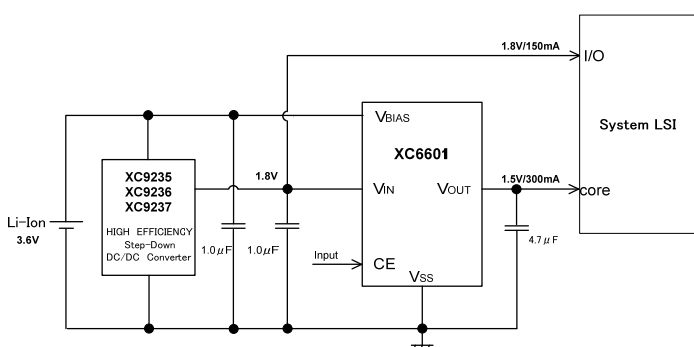 1.8V/150mA
I/O
System LSI
VBIAS
XC6601
XC9235
XC9236
XC9237
1.8V
VIN
VOUT
1.5V/300mA
core
Li-Ion
3.6V
HIGH EFFICIENCY
Step-Down
DC/DC Converter
1.0μF
1.0μF
4.7μF
Input
CE
VSS